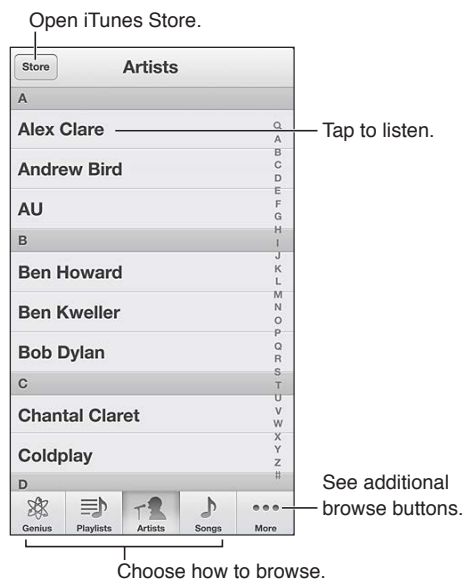 Open iTunes Store.
Store
Artists
A
Alex Clare
Tap to listen.
Andrew Bird
AU
B
Ben Howard
Ben Kweller
Bob Dylan
C
Chantal Claret
Coldplay
D
Q
A
B
C
D
E
F
G
H
I
J
K
L
M
N
O
P
Q
R
S
T
U
V
W
X
Y
Z
#
See additional
browse buttons.
Genius
Playlists
Artists
Songs
More
Choose how to browse.